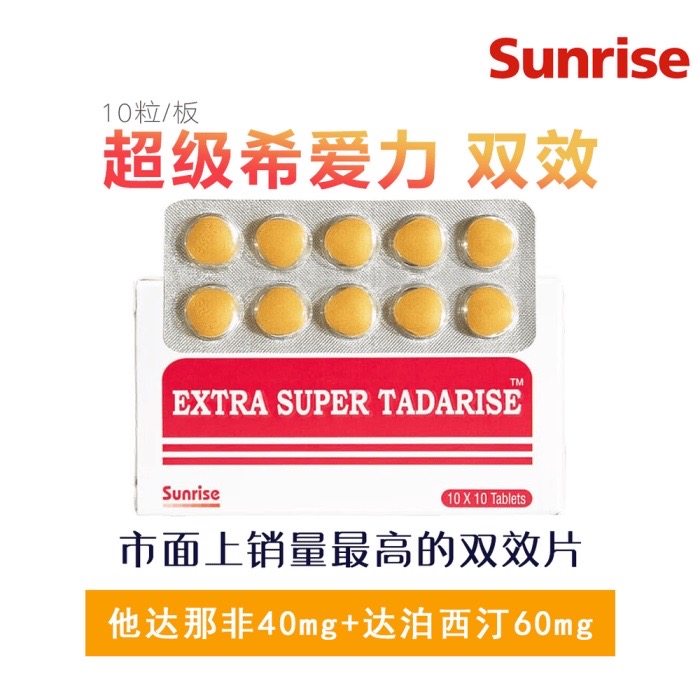 Sunrise
10粒/板
超级希爱力 双效
EXTRA SUPER TADARISE™
Sunrise
10 X 10 Tablets
市面上销量最高的双效片
他达那非40mg+达泊西汀60mg